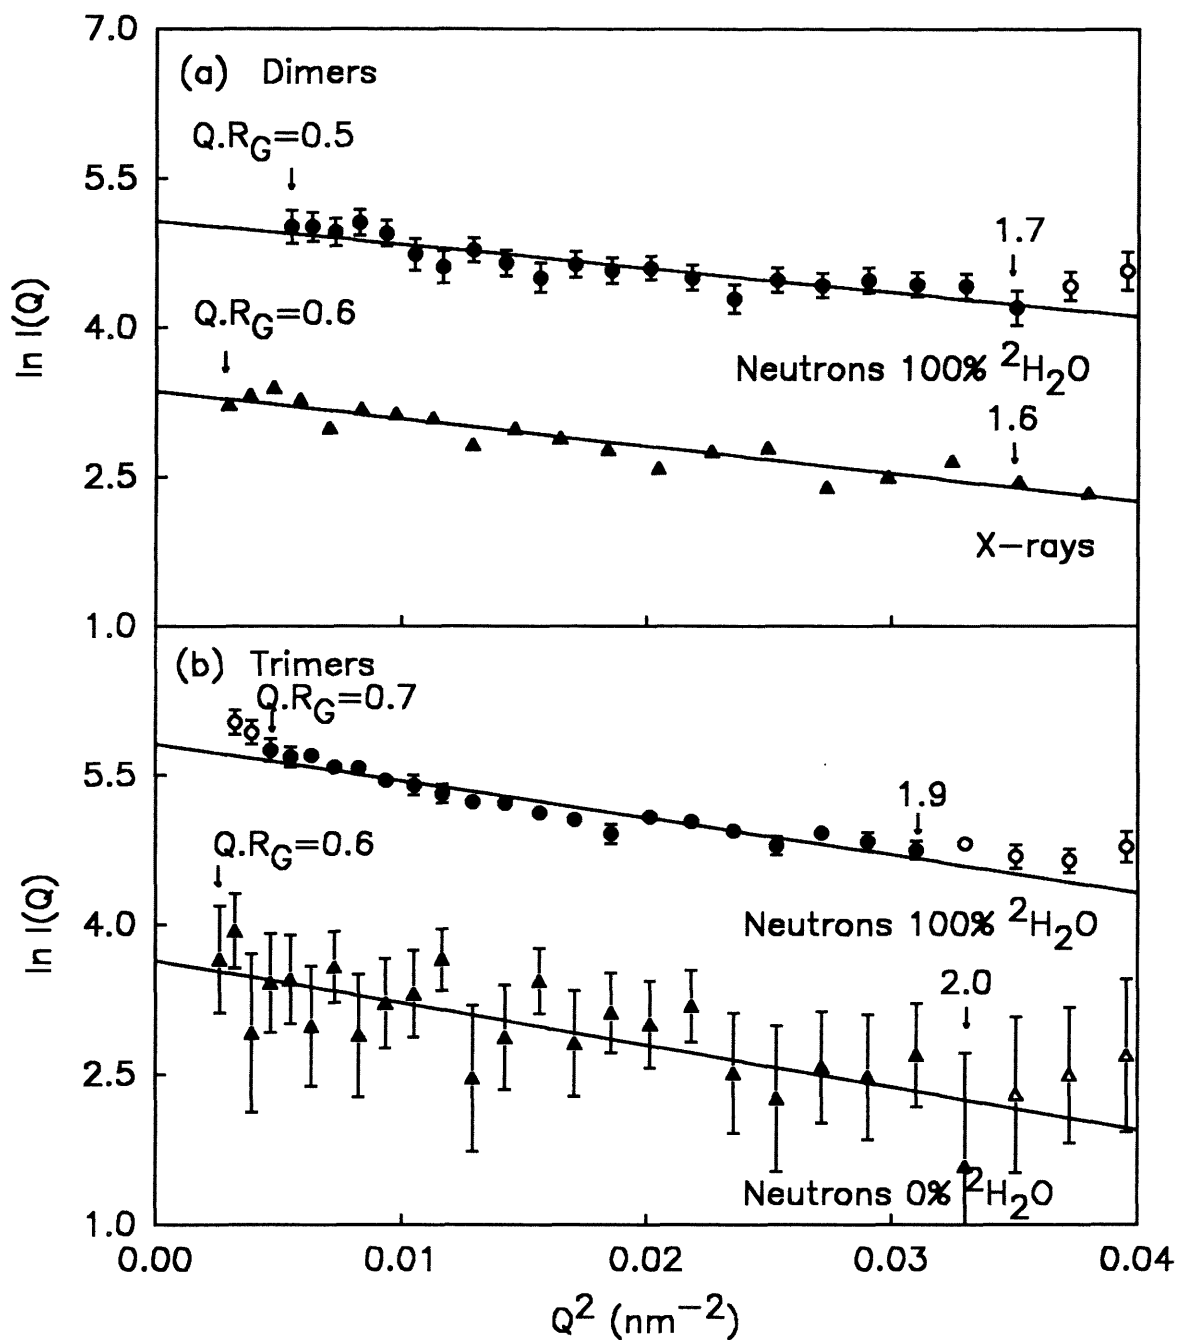 7.0
(a) Dimers
Q.R_G=0.5
5.5
1.7
ln I(Q)
Q.R_G=0.6
4.0
Neutrons 100% ²H₂O
1.6
2.5
X-rays
1.0
(b) Trimers
Q.R_G=0.7
5.5
1.9
Q.R_G=0.6
ln I(Q)
4.0
Neutrons 100% ²H₂O
2.0
2.5
Neutrons 0% ²H₂O
1.0
0.00 0.01 0.02 0.03 0.04
Q² (nm⁻²)